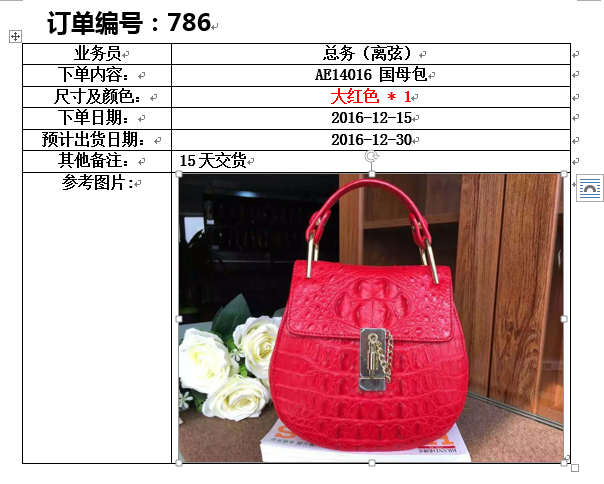 订单编号：786
业务员 总务（离弦）
下单内容： AE14016 国母包
尺寸及颜色： 大红色 * 1
下单日期： 2016-12-15
预计出货日期： 2016-12-30
其他备注： 15天交货
参考图片: